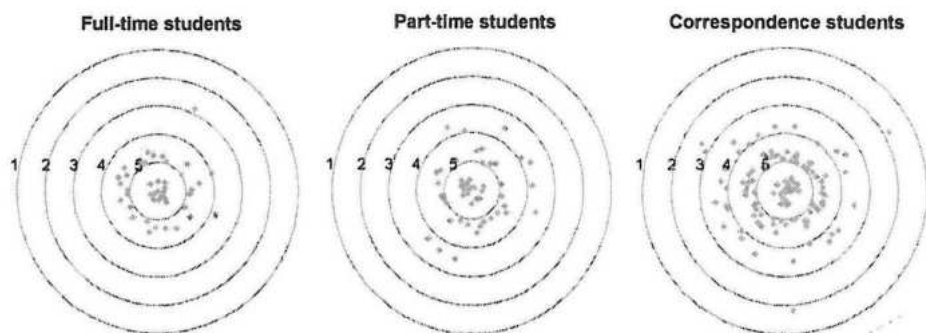 Full-time students
Part-time students
Correspondence students
1 2 3 4 5
1 2 3 4 5
1 2 3 4 5